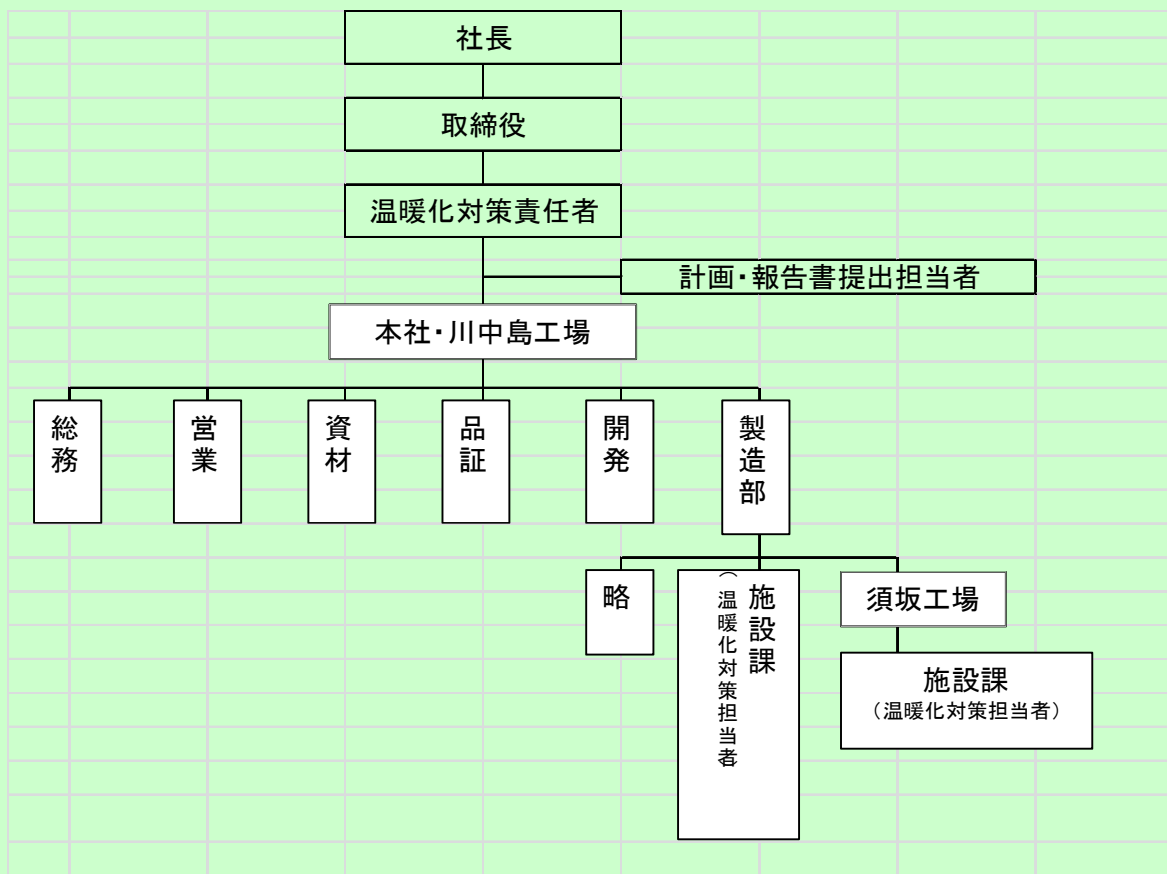 社長
取締役
温暖化対策責任者
計画・報告書提出担当者
本社・川中島工場
総務
営業
資材
品証
開発
製造部
略
施設課
（温暖化対策担当者）
須坂工場
施設課
（温暖化対策担当者）